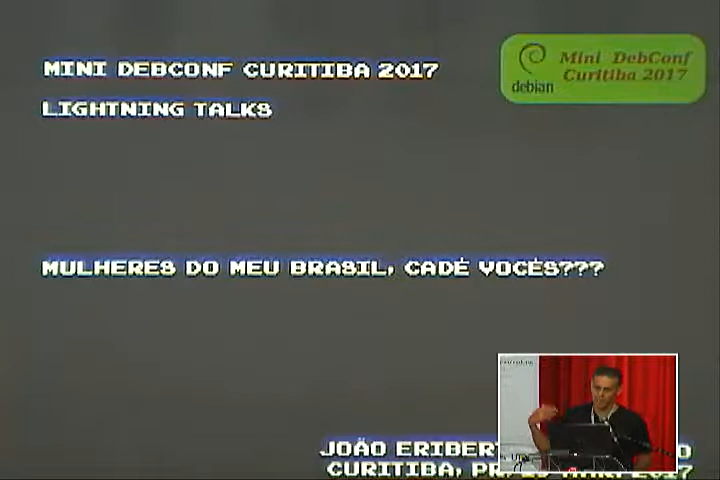 MINI DEBCONF CURITIBA 2017
LIGHTNING TALKS
debian
Mini DebConf
Curitiba 2017
MULHERES DO MEU BRASIL, CADÊ VOCÊS???
JOÃO
CURITIBA, PR, 2017